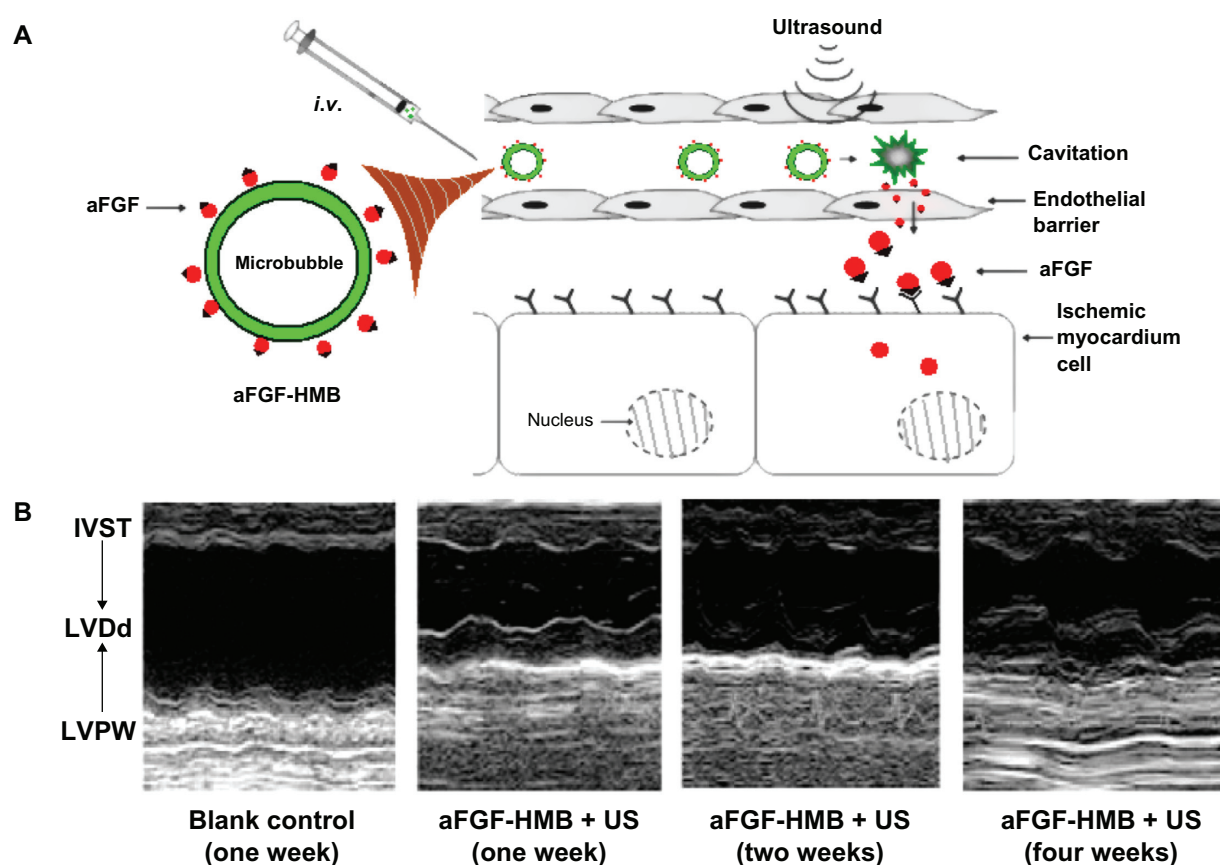 A
Ultrasound
i.v.
Cavitation
aFGF
Endothelial
barrier
Microbubble
aFGF
Ischemic
myocardium
cell
aFGF-HMB
Nucleus
B
IVST
LVDd
LVPW
Blank control
(one week)
aFGF-HMB + US
(one week)
aFGF-HMB + US
(two weeks)
aFGF-HMB + US
(four weeks)